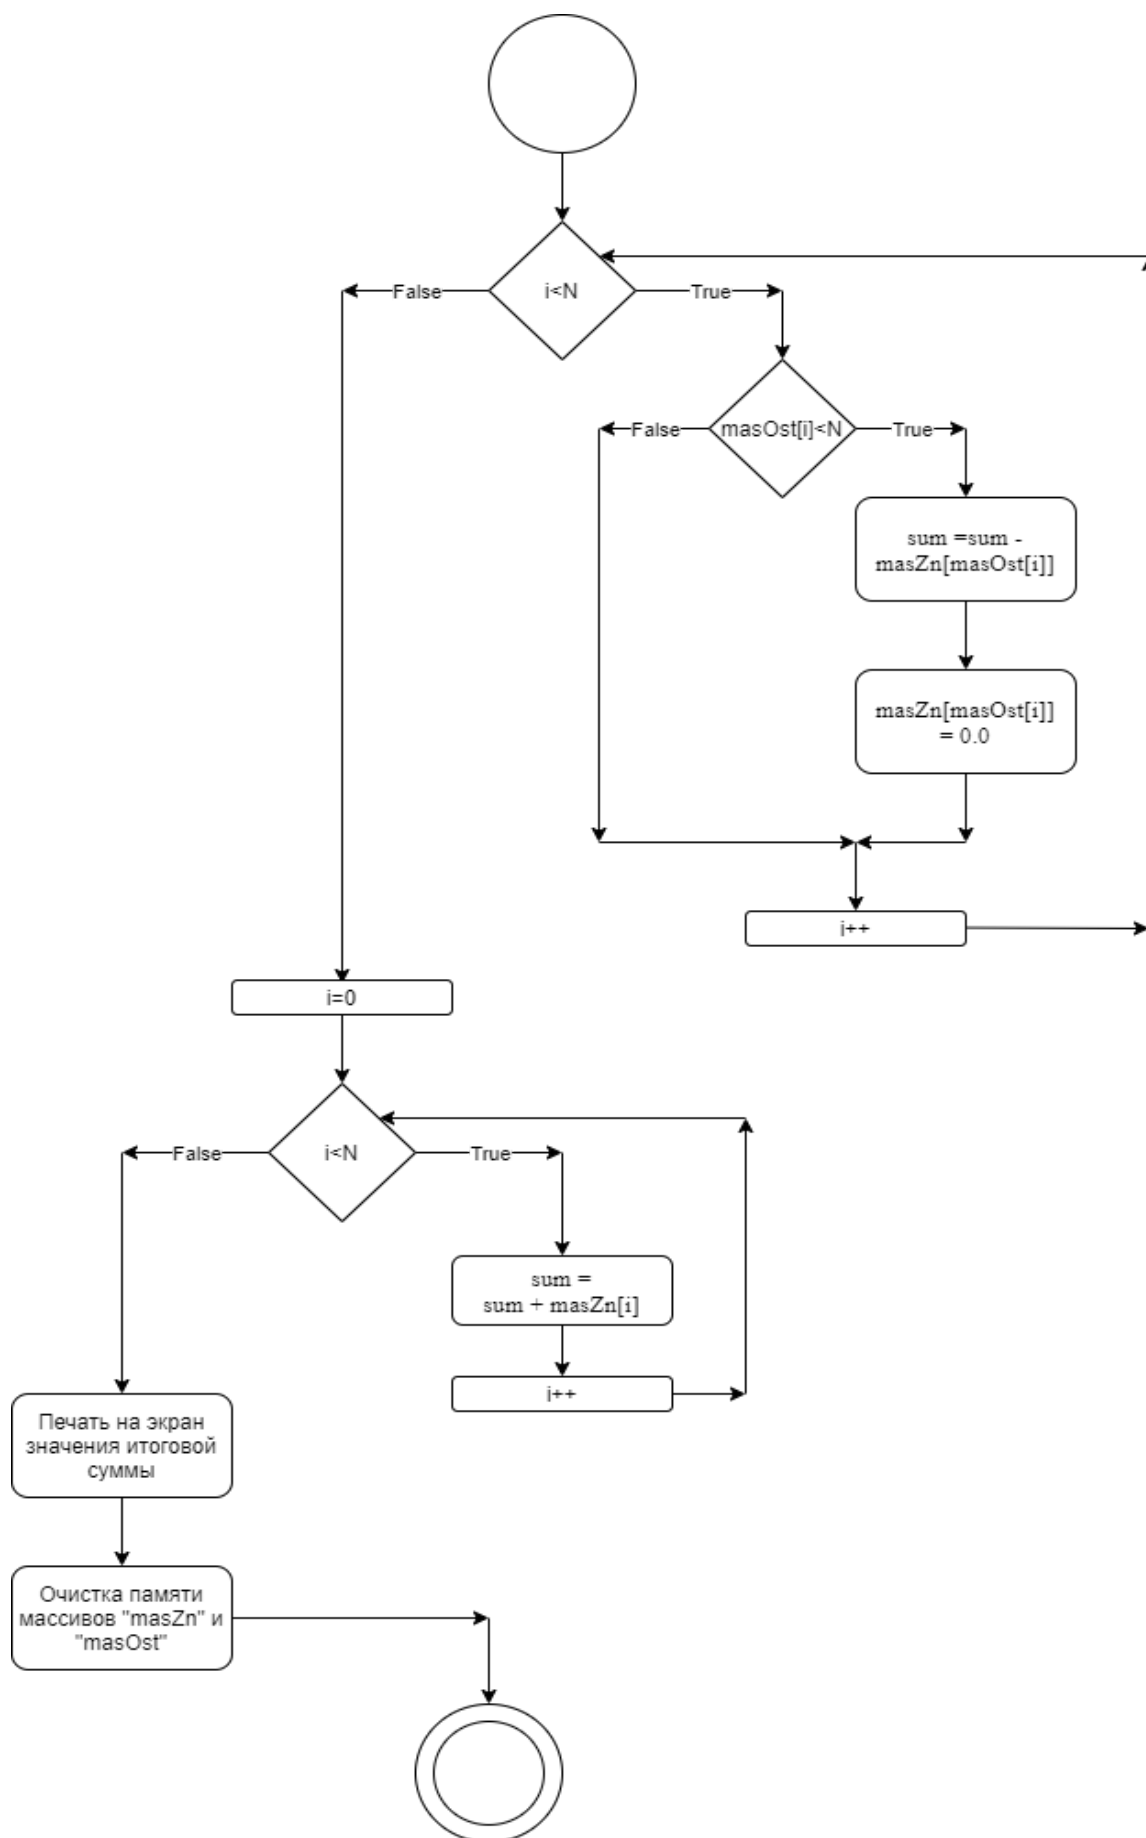 i<N
False
True
masOst[i]<N
False
True
sum =sum -
masZn[masOst[i]]
masZn[masOst[i]]
= 0.0
i++
i=0
i<N
False
True
sum =
sum + masZn[i]
i++
Печать на экран
значения итоговой
суммы
Очистка памяти
массивов "masZn" и
"masOst"